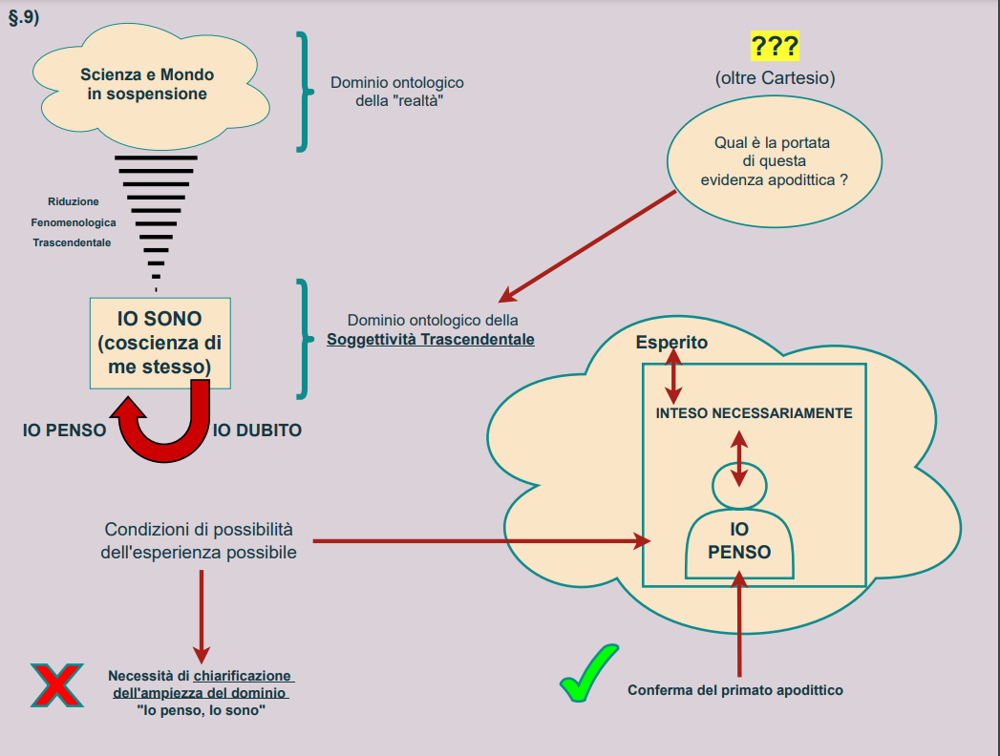 §.9)
Scienza e Mondo
in sospensione
Dominio ontologico
della "realtà"
???
(oltre Cartesio)
Qual è la portata
di questa
evidenza apodittica ?
Riduzione
Fenomenologica
Trascendentale
IO SONO
(coscienza di
me stesso)
Dominio ontologico della
Soggettività Trascendentale
IO PENSO
IO DUBITO
Esperito
INTESO NECESSARIAMENTE
IO
PENSO
Condizioni di possibilità
dell'esperienza possibile
Necessità di chiarificazione
dell'ampiezza del dominio
"Io penso, Io sono"
Conferma del primato apodittico